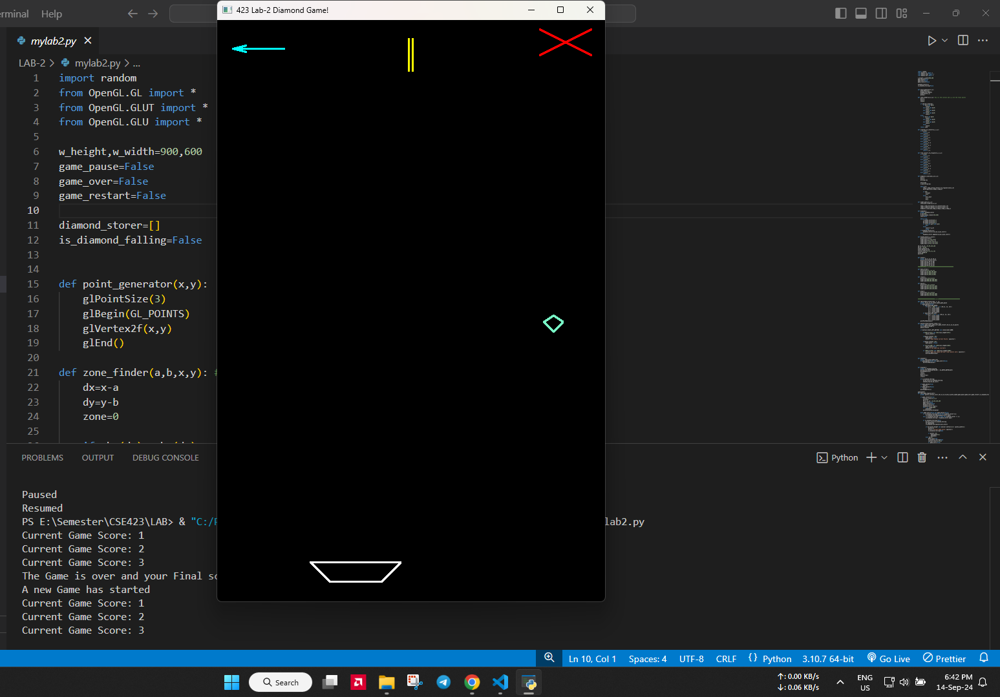 erminal Help
423 Lab-2 Diamond Game!
mylab2.py
LAB-2 > mylab2.py > ...
1 import random
2 from OpenGL.GL import *
3 from OpenGL.GLUT import *
4 from OpenGL.GLU import *
5
6 w_height,w_width=900,600
7 game_pause=False
8 game_over=False
9 game_restart=False
10
11 diamond_storer=[]
12 is_diamond_falling=False
13
14
15 def point_generator(x,y):
16 glPointSize(3)
17 glBegin(GL_POINTS)
18 glVertex2f(x,y)
19 glEnd()
20
21 def zone_finder(a,b,x,y): #
22 dx=x-a
23 dy=y-b
24 zone=0
25
PROBLEMS OUTPUT DEBUG CONSOLE
Python
Paused
Resumed
PS E:\Semester\CSE423\LAB> & "C:/P lab2.py
Current Game Score: 1
Current Game Score: 2
Current Game Score: 3
The Game is over and your Final sc
A new Game has started
Current Game Score: 1
Current Game Score: 2
Current Game Score: 3
Ln 10, Col 1 Spaces: 4 UTF-8 CRLF {} Python 3.10.7 64-bit Go Live Prettier
Search
↑: 0.00 KB/s
↓: 0.06 KB/s
ENG
US
6:42 PM
14-Sep-24